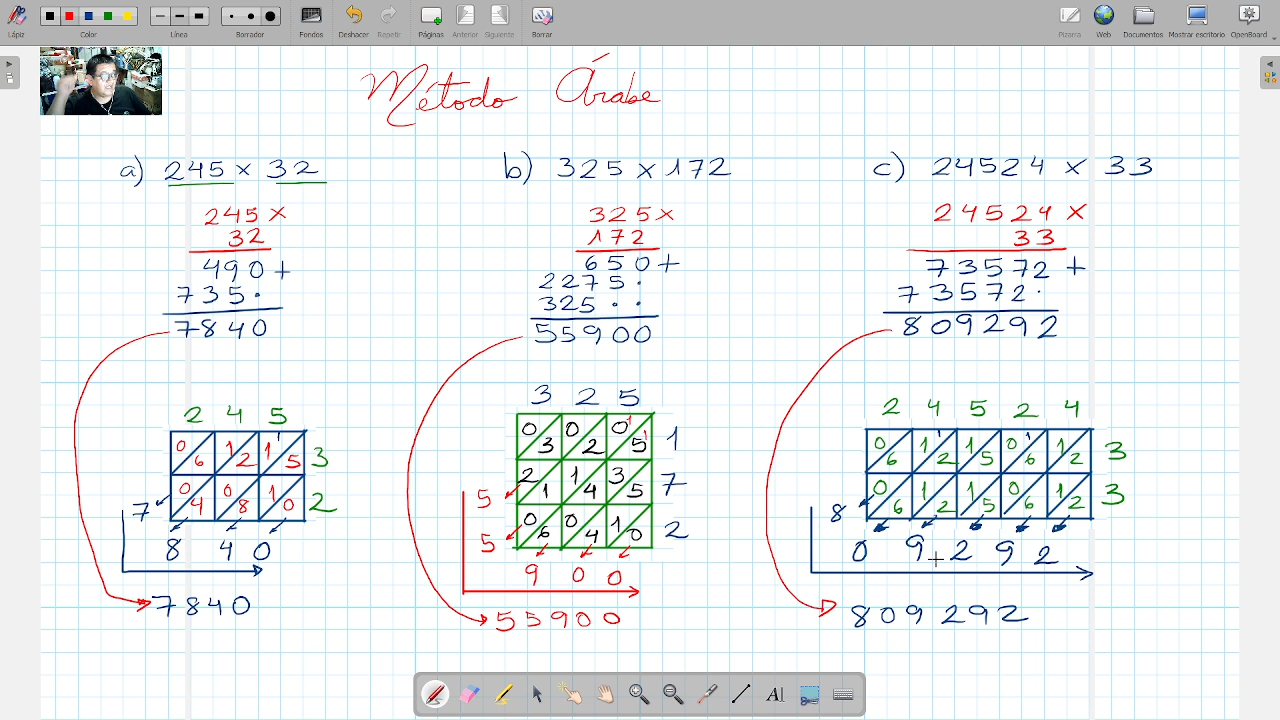 Lápiz Color Línea Borrador Fondos Deshacer Repetir Páginas Anterior Siguiente Borrar Pizarra Web Documentos Mostrar escritorio OpenBoard
Método Árabe
a) 245 x 32
245 x
32
490 +
735 .
7840
2 4 5
0 6 1 2 1 1 5 3
0 4 0 8 1 0 2
7
8 4 0
7840
b) 325 x 172
325 x
172
650 +
2275 .
325 . .
55900
3 2 5
0 3 0 2 0 1 5 1 1
2 1 1 4 3 5 7
5
0 6 0 4 1 0 2
5
9 0 0
55900
c) 24524 x 33
24524 x
33
73572 +
73572 .
809292
2 4 5 2 4
0 6 1 1 2 1 5 0 1 6 1 2 3
0 6 1 2 1 5 0 6 1 2 3
8
0 9 2 9 2
809292
AI